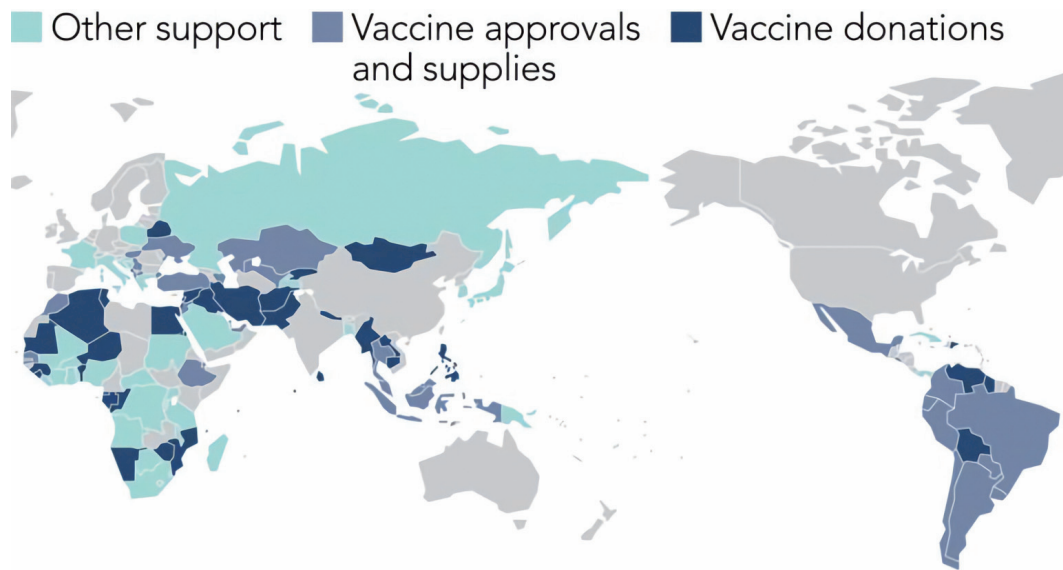 Other support
Vaccine approvals
and supplies
Vaccine donations